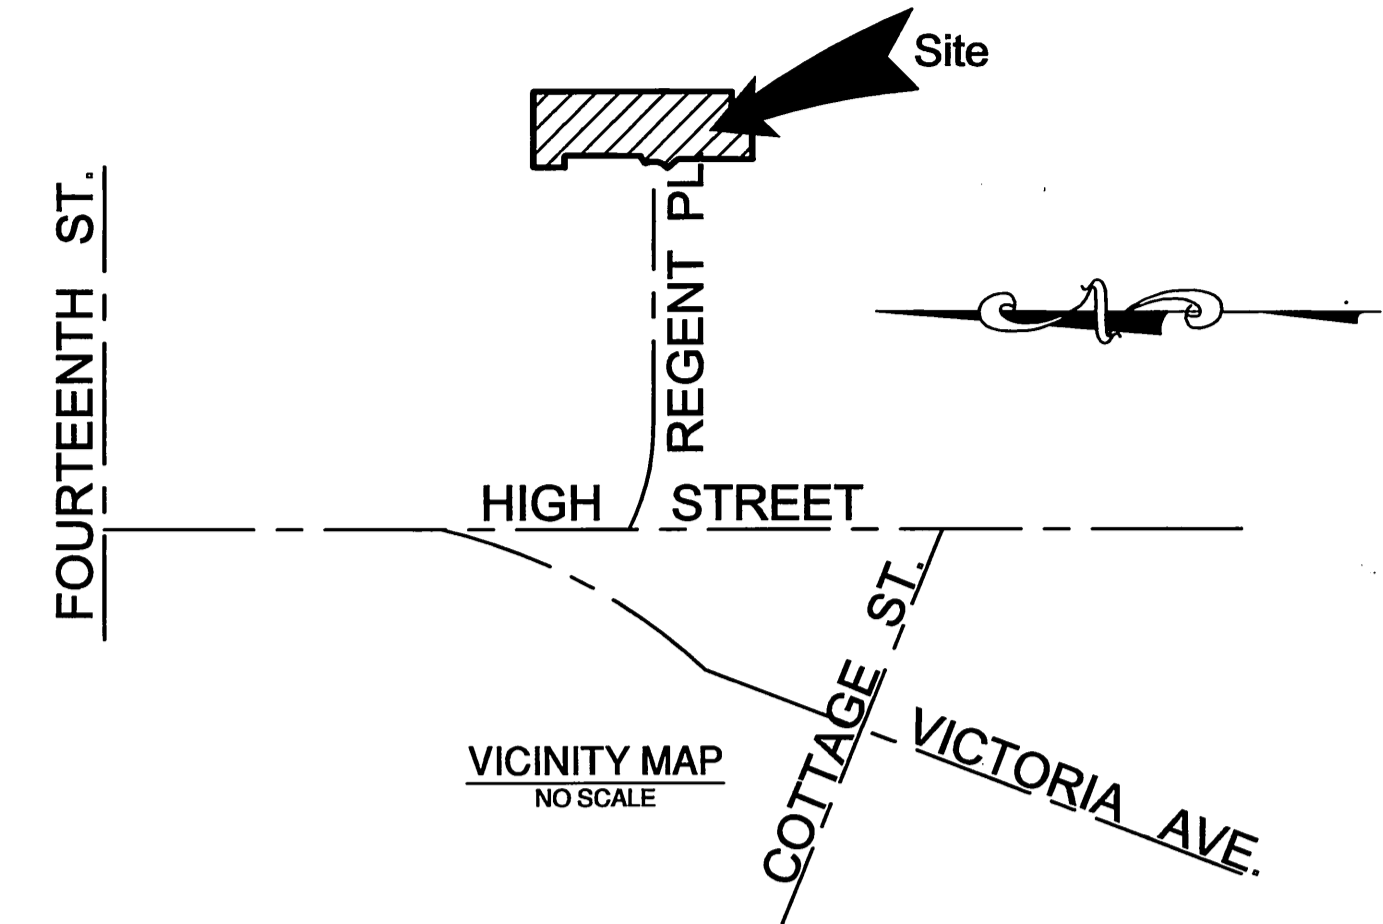 Site
FOURTEENTH ST.
REGENT PL
N
HIGH STREET
COTTAGE ST.
VICTORIA AVE.
VICINITY MAP
NO SCALE